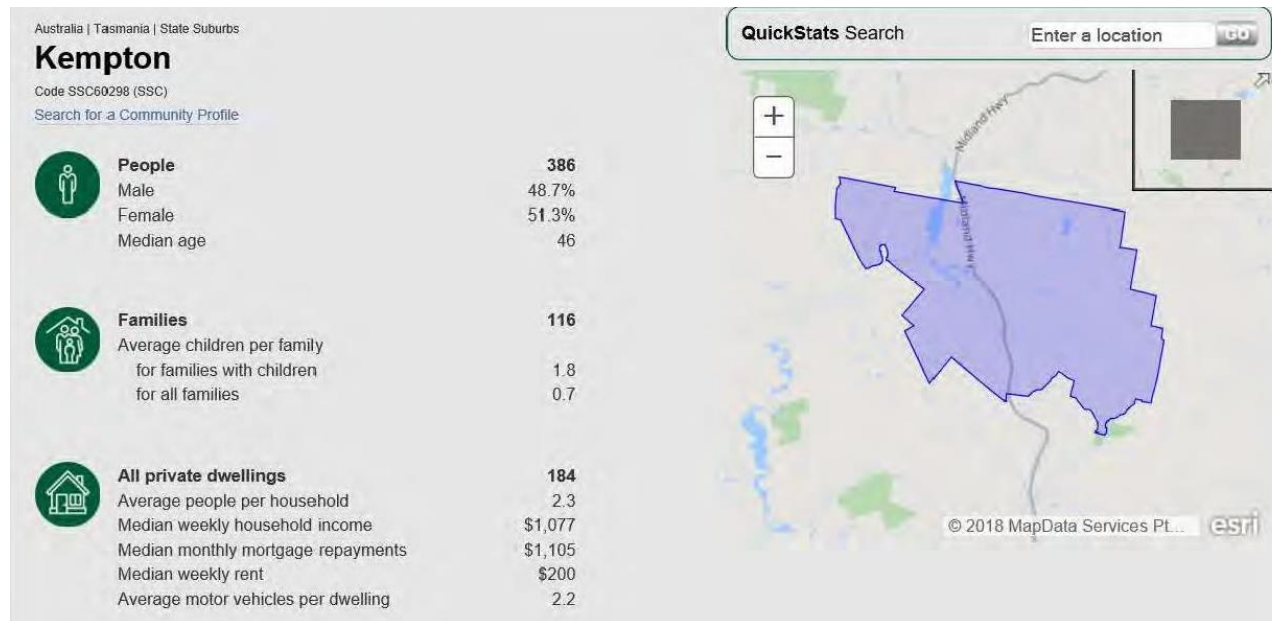 Australia | Tasmania | State Suburbs
Kempton
Code SSC60298 (SSC)
Search for a Community Profile
People 386
Male 48.7%
Female 51.3%
Median age 46
Families 116
Average children per family
for families with children 1.8
for all families 0.7
All private dwellings 184
Average people per household 2.3
Median weekly household income $1,077
Median monthly mortgage repayments $1,105
Median weekly rent $200
Average motor vehicles per dwelling 2.2
QuickStats Search Enter a location GO
+
−
Midland Hwy
Midland Hwy
© 2018 MapData Services Pt... esri